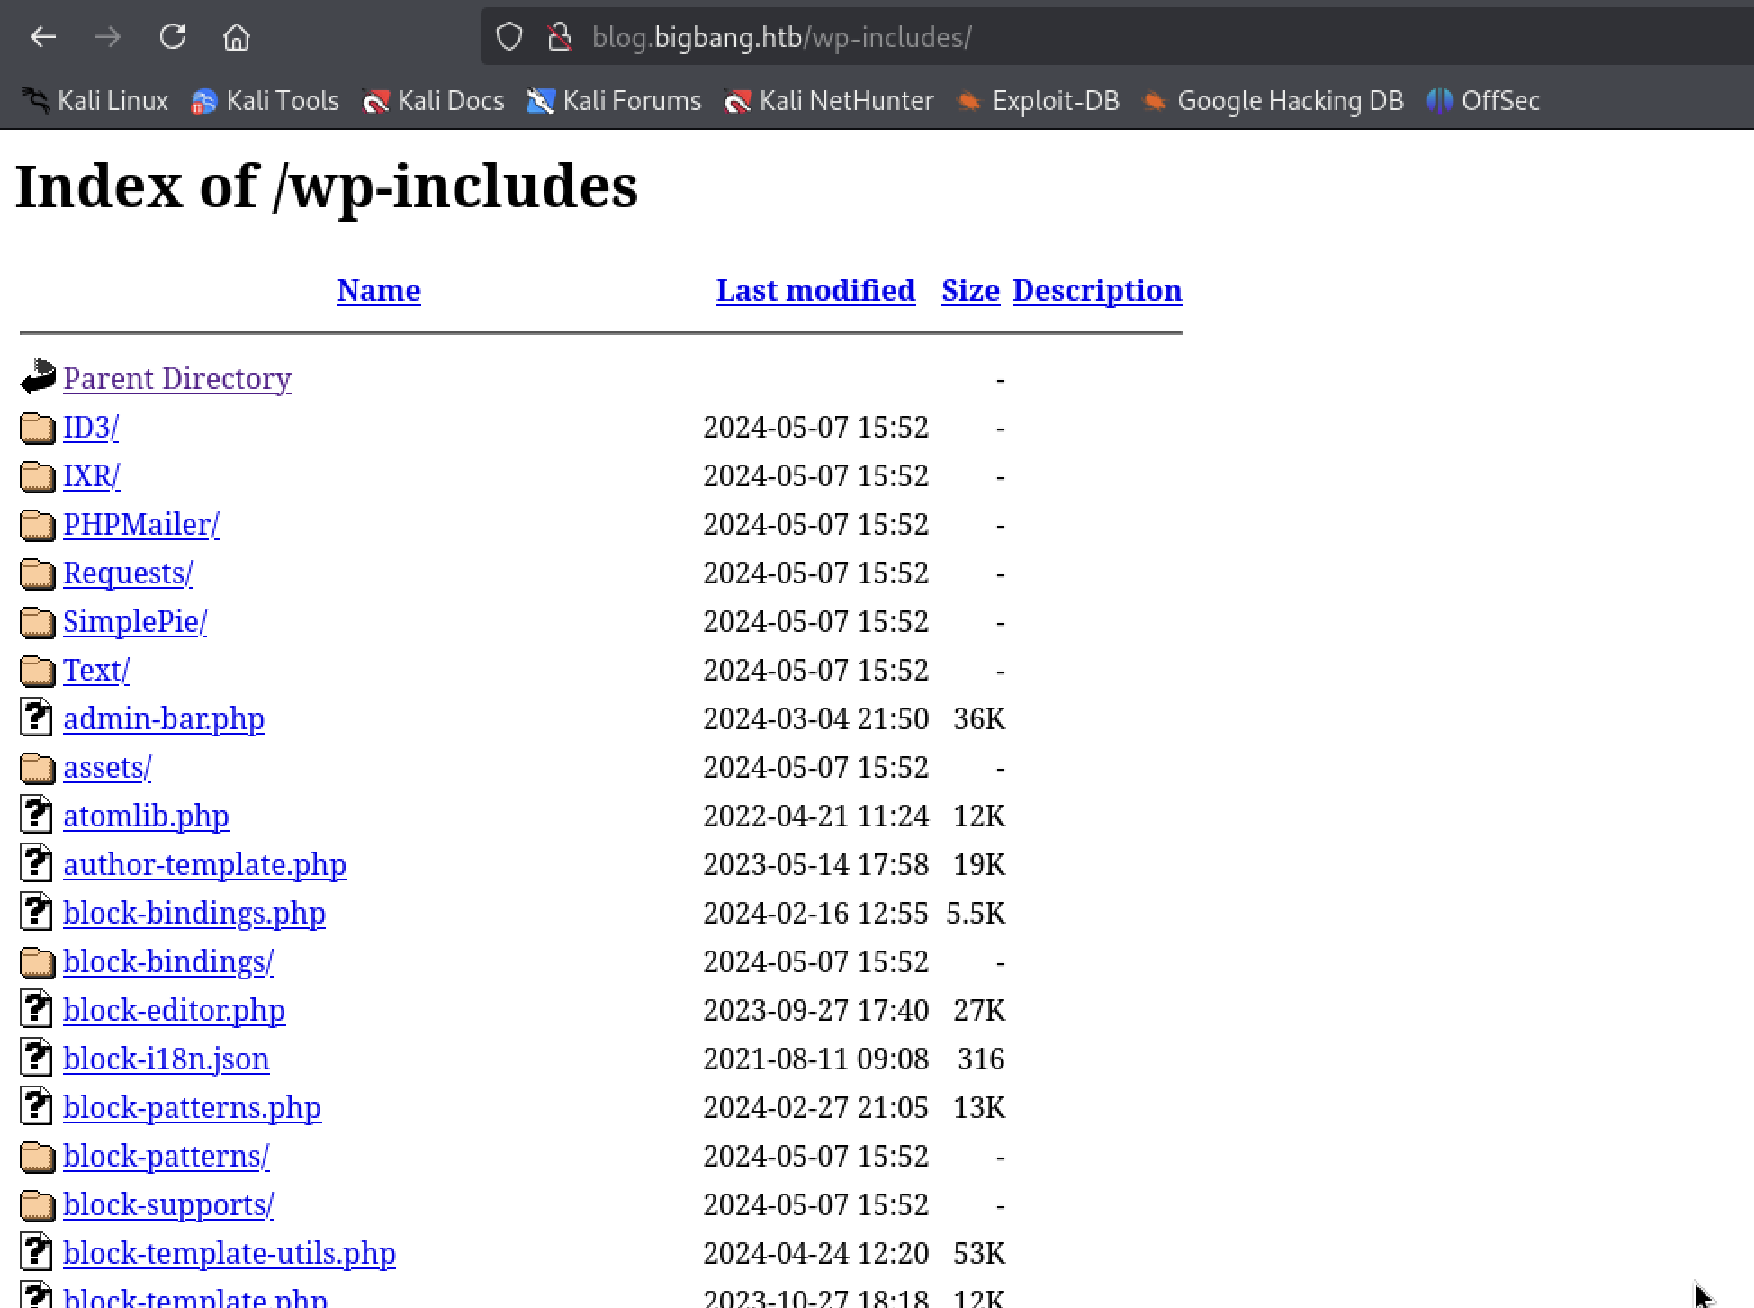 blog.bigbang.htb/wp-includes/
Kali Linux Kali Tools Kali Docs Kali Forums Kali NetHunter Exploit-DB Google Hacking DB OffSec
Index of /wp-includes
Name Last modified Size Description
Parent Directory -
ID3/ 2024-05-07 15:52 -
IXR/ 2024-05-07 15:52 -
PHPMailer/ 2024-05-07 15:52 -
Requests/ 2024-05-07 15:52 -
SimplePie/ 2024-05-07 15:52 -
Text/ 2024-05-07 15:52 -
admin-bar.php 2024-03-04 21:50 36K
assets/ 2024-05-07 15:52 -
atomlib.php 2022-04-21 11:24 12K
author-template.php 2023-05-14 17:58 19K
block-bindings.php 2024-02-16 12:55 5.5K
block-bindings/ 2024-05-07 15:52 -
block-editor.php 2023-09-27 17:40 27K
block-i18n.json 2021-08-11 09:08 316
block-patterns.php 2024-02-27 21:05 13K
block-patterns/ 2024-05-07 15:52 -
block-supports/ 2024-05-07 15:52 -
block-template-utils.php 2024-04-24 12:20 53K
block-template.php 2023-10-27 18:18 12K